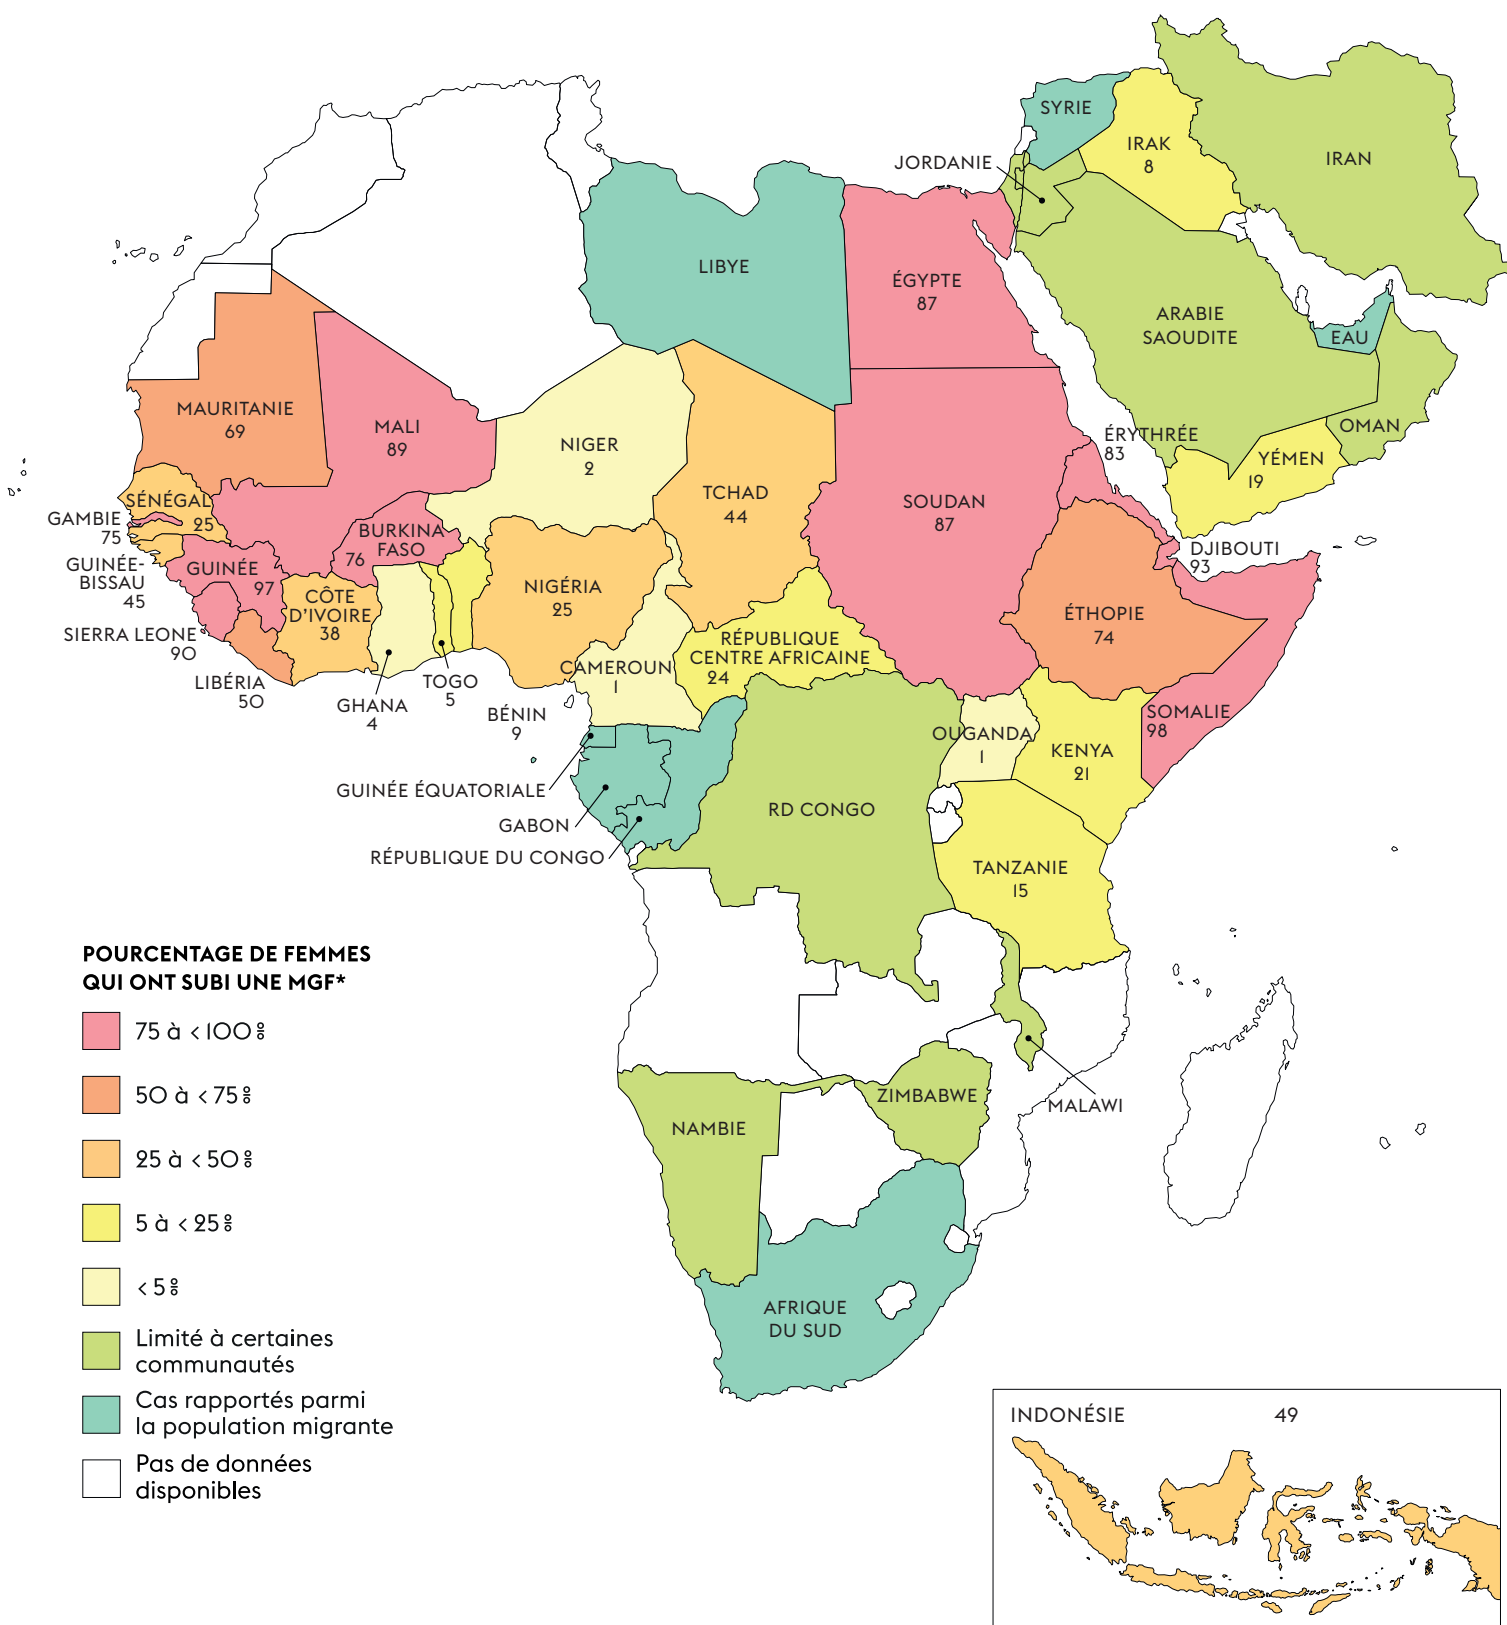 SYRIE
IRAK
8
IRAN
JORDANIE
LIBYE
ÉGYPTE
87
ARABIE
SAOUDITE
EAU
MAURITANIE
69
MALI
89
NIGER
2
TCHAD
44
SOUDAN
87
ÉRYTHRÉE
83
OMAN
YÉMEN
19
SÉNÉGAL
25
GAMBIE
75
GUINÉE-
BISSAU
45
GUINÉE
97
BURKINA
FASO
76
SIERRA LEONE
90
LIBÉRIA
50
CÔTE
D'IVOIRE
38
GHANA
4
TOGO
5
BÉNIN
9
NIGÉRIA
25
CAMEROUN
1
RÉPUBLIQUE
CENTRE AFRICAINE
24
DJIBOUTI
93
ÉTHOPIE
74
SOMALIE
98
OUGANDA
1
KENYA
21
GUINÉE ÉQUATORIALE
GABON
RÉPUBLIQUE DU CONGO
RD CONGO
TANZANIE
15
ZIMBABWE
MALAWI
NAMBIE
AFRIQUE
DU SUD
POURCENTAGE DE FEMMES
QUI ONT SUBI UNE MGF*
75 à <100%
50 à <75%
25 à <50%
5 à <25%
<5%
Limité à certaines
communautés
Cas rapportés parmi
la population migrante
Pas de données
disponibles
INDONÉSIE 49